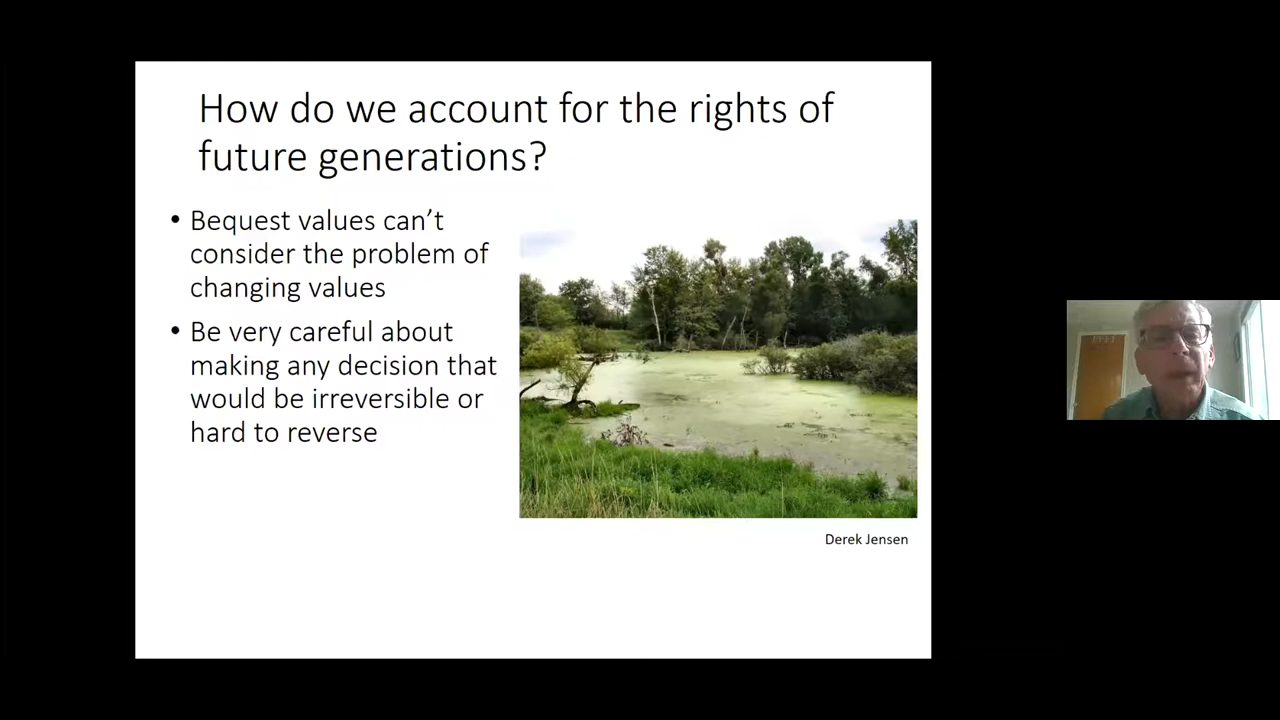 How do we account for the rights of
future generations?
• Bequest values can’t
consider the problem of
changing values
• Be very careful about
making any decision that
would be irreversible or
hard to reverse
Derek Jensen